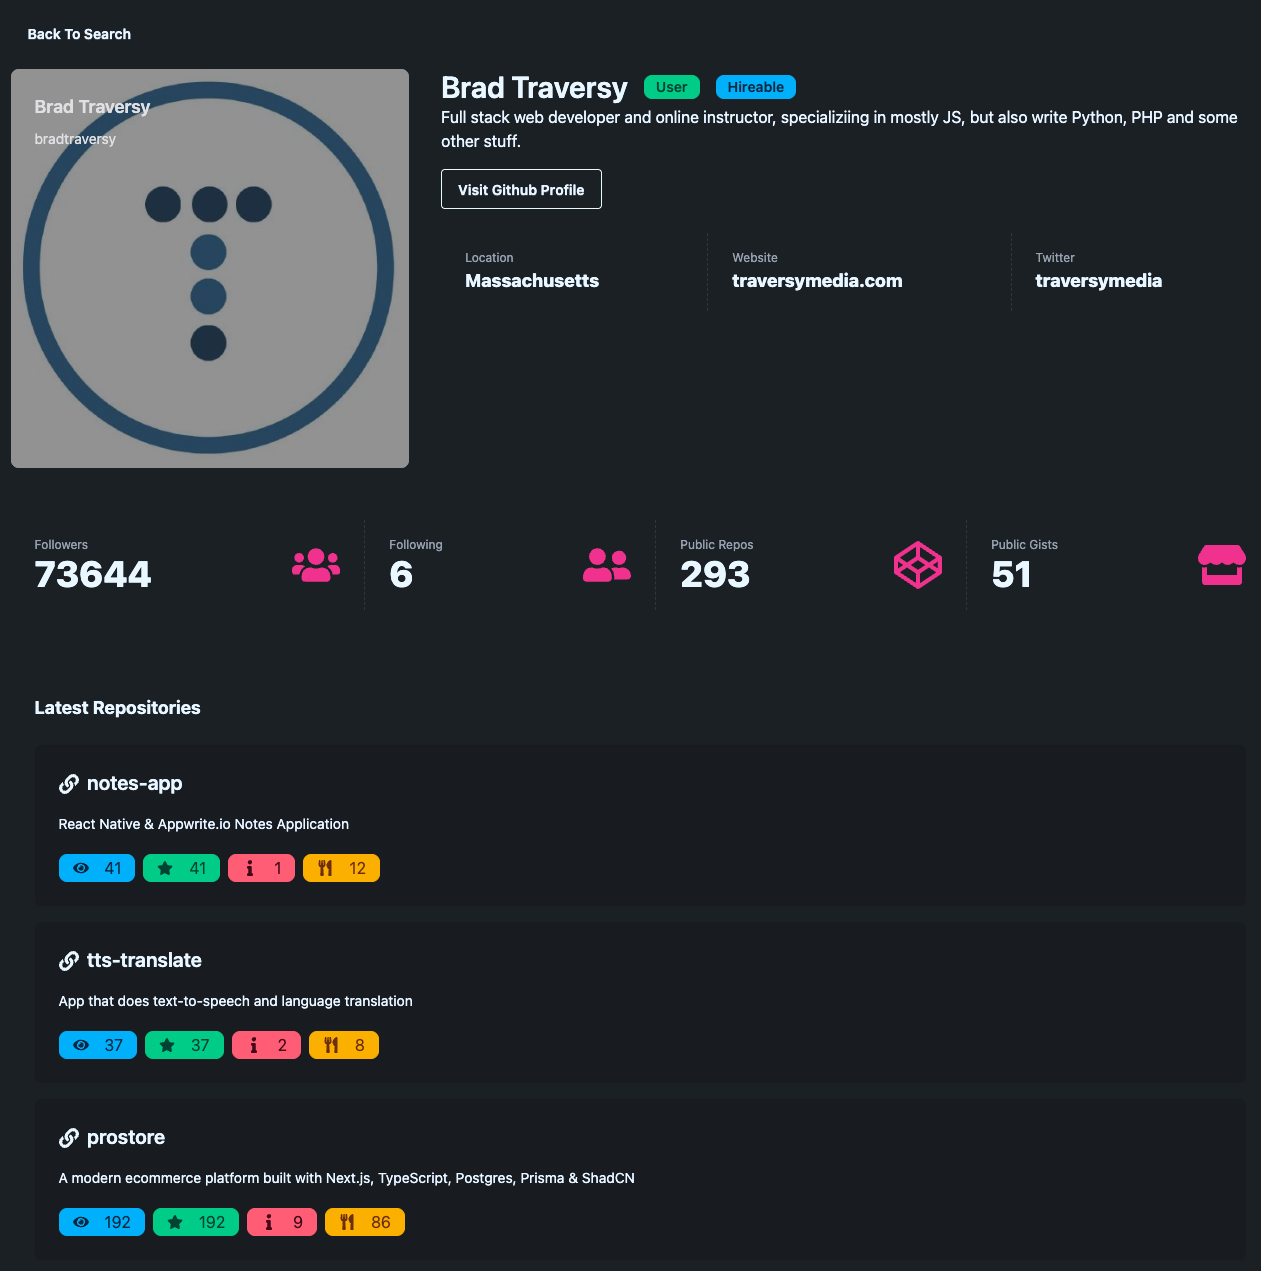 Back To Search
Brad Traversy
bradtraversy
Brad Traversy User Hireable
Full stack web developer and online instructor, specializiing in mostly JS, but also write Python, PHP and some
other stuff.
Visit Github Profile
Location
Massachusetts
Website
traversymedia.com
Twitter
traversymedia
Followers
73644
Following
6
Public Repos
293
Public Gists
51
Latest Repositories
notes-app
React Native & Appwrite.io Notes Application
41 41 1 12
tts-translate
App that does text-to-speech and language translation
37 37 2 8
prostore
A modern ecommerce platform built with Next.js, TypeScript, Postgres, Prisma & ShadCN
192 192 9 86